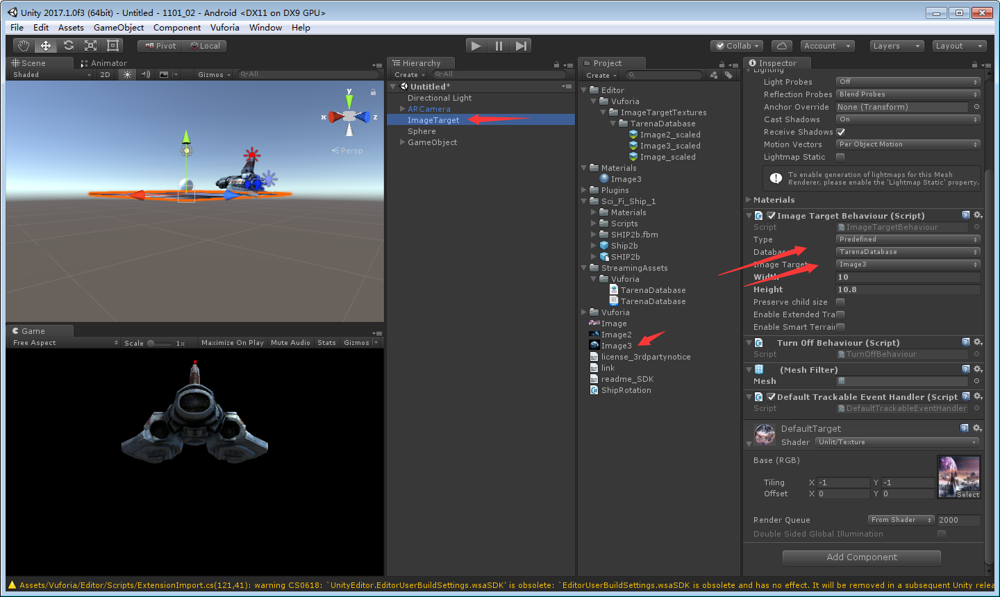 Unity 2017.1.0f3 (64bit) - Untitled - 1101_02 - Android <DX11 on DX9 GPU>
File Edit Assets GameObject Component Vuforia Window Help
Pivot Local Collab Account Layers Layout
Scene Animator
Shaded 2D Gizmos All
y
x z
Persp
Game
Free Aspect Scale 1x Maximize On Play Mute Audio Stats Gizmos
Hierarchy
Create All
Untitled*
Directional Light
ARCamera
ImageTarget
Sphere
GameObject
Project
Create
Editor
Vuforia
ImageTargetTextures
TarenaDatabase
Image2_scaled
Image3_scaled
Image_scaled
Materials
Image3
Plugins
Sci_Fi_Ship_1
Materials
Scripts
SHIP2b.fbm
Ship2b
SHIP2b
StreamingAssets
Vuforia
TarenaDatabase
TarenaDatabase
Vuforia
Image
Image2
Image3
license_3rdpartynotice
link
readme_SDK
ShipRotation
Inspector
Lighting
Light Probes Off
Reflection Probes Blend Probes
Anchor Override None (Transform)
Cast Shadows On
Receive Shadows
Motion Vectors Per Object Motion
Lightmap Static
To enable generation of lightmaps for this Mesh
Renderer, please enable the 'Lightmap Static' property.
Materials
Image Target Behaviour (Script)
Script ImageTargetBehaviour
Type Predefined
Database TarenaDatabase
Image Target Image3
Width 10
Height 10.8
Preserve child size
Enable Extended Tra
Enable Smart Terrain
Turn Off Behaviour (Script)
Script TurnOffBehaviour
(Mesh Filter)
Mesh
Default Trackable Event Handler (Script
Script DefaultTrackableEventHandler
DefaultTarget
Shader Unlit/Texture
Base (RGB)
Tiling X -1 Y -1
Offset X 0 Y 0
Select
Render Queue From Shader 2000
Double Sided Global Illumination
Add Component
Assets/Vuforia/Editor/Scripts/ExtensionImport.cs(121,41): warning CS0618: `UnityEditor.EditorUserBuildSettings.wsaSDK' is obsolete: `EditorUserBuildSettings.wsaSDK is obsolete and has no effect. It will be removed in a subsequent Unity relea